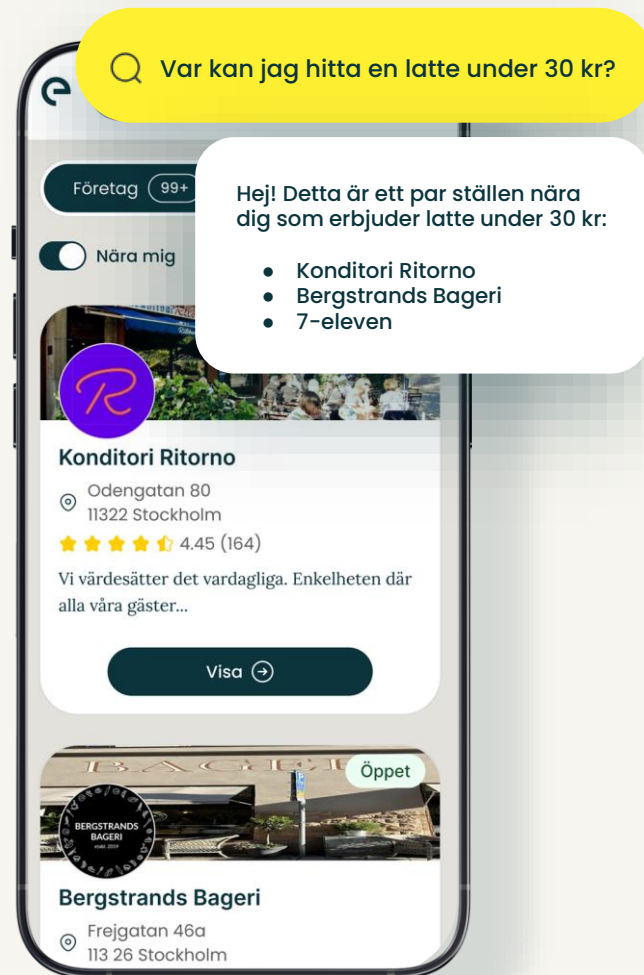 Var kan jag hitta en latte under 30 kr?
e
Företag 99+
Hej! Detta är ett par ställen nära
dig som erbjuder latte under 30 kr:
● Konditori Ritorno
● Bergstrands Bageri
● 7-eleven
Nära mig
R
Konditori Ritorno
Odengatan 80
11322 Stockholm
4.45 (164)
Vi värdesätter det vardagliga. Enkelheten där
alla våra gäster...
Visa
BAGERI
Öppet
BERGSTRANDS
BAGERI
Bergstrands Bageri
Frejgatan 46a
113 26 Stockholm